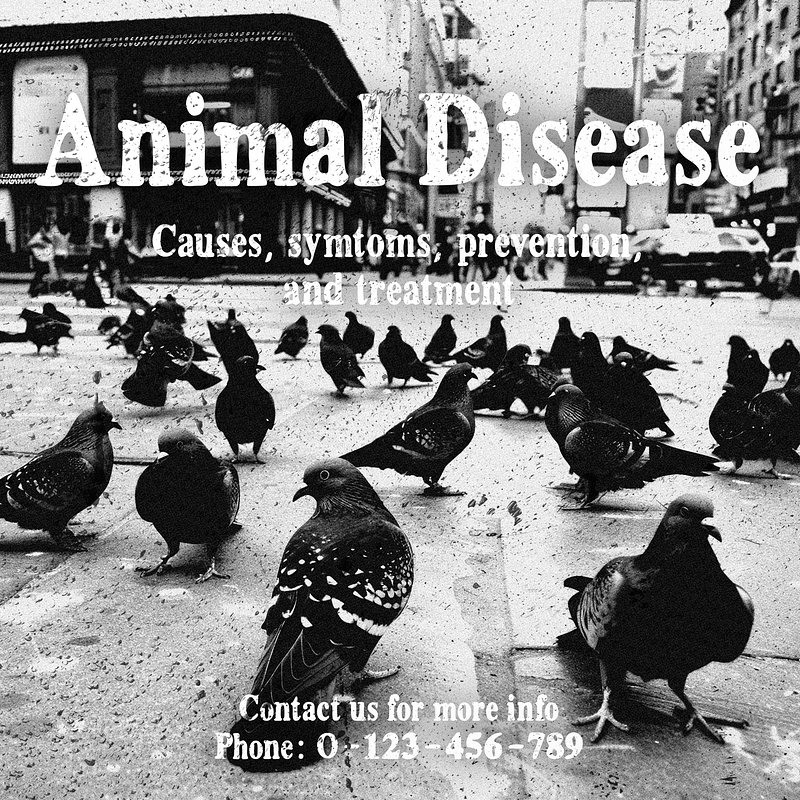 Animal Disease
Causes, symtoms, prevention,
and treatment
Contact us for more info
Phone: 0-123-456-789